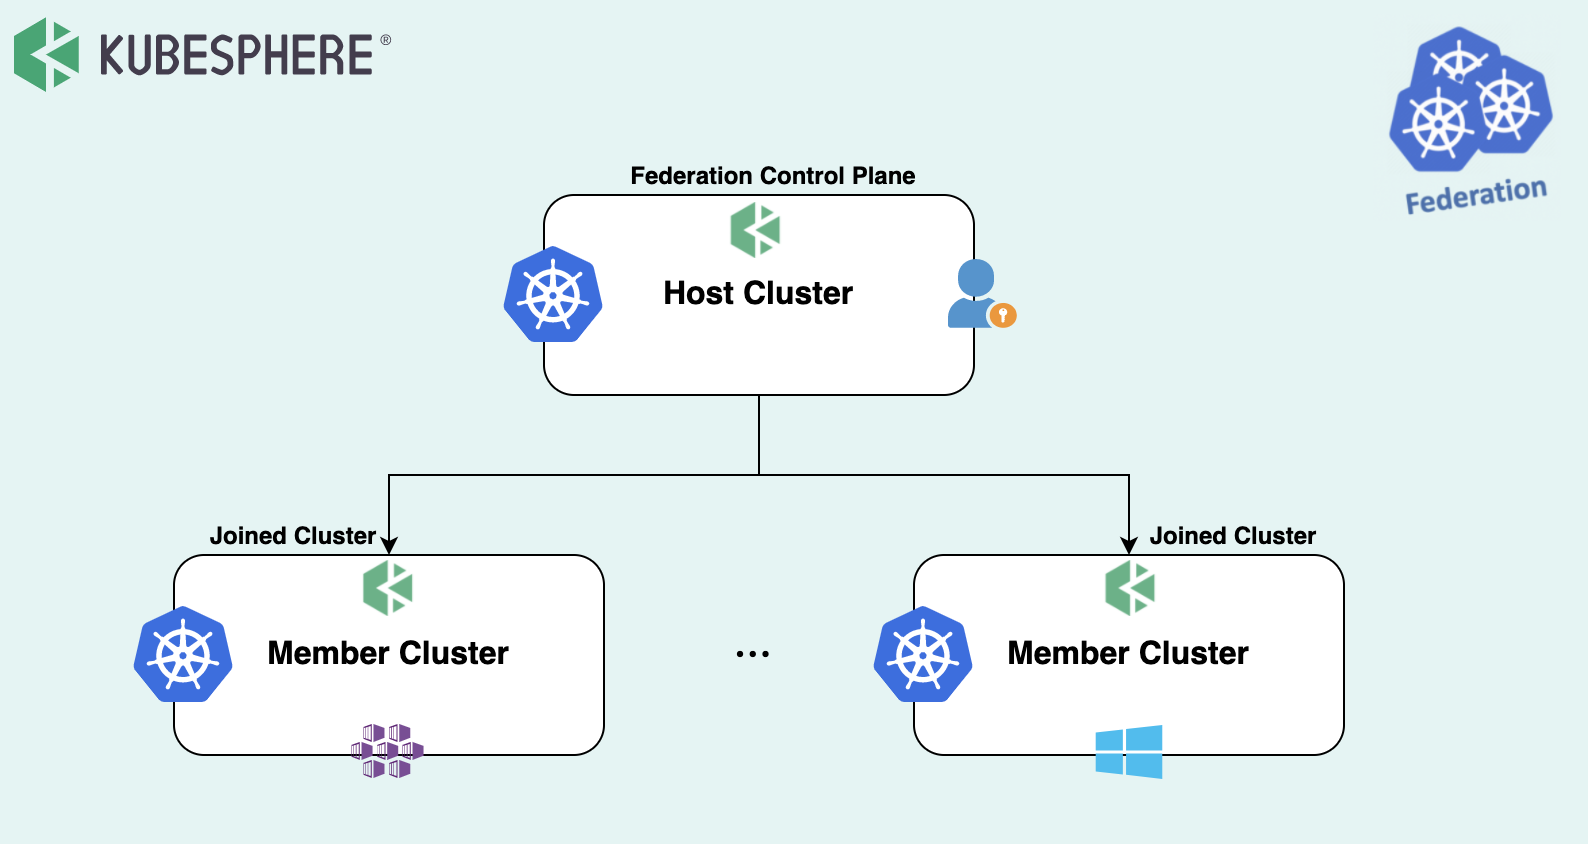 KUBESPHERE®
Federation
Federation Control Plane
Host Cluster
Joined Cluster
Joined Cluster
Member Cluster
...
Member Cluster